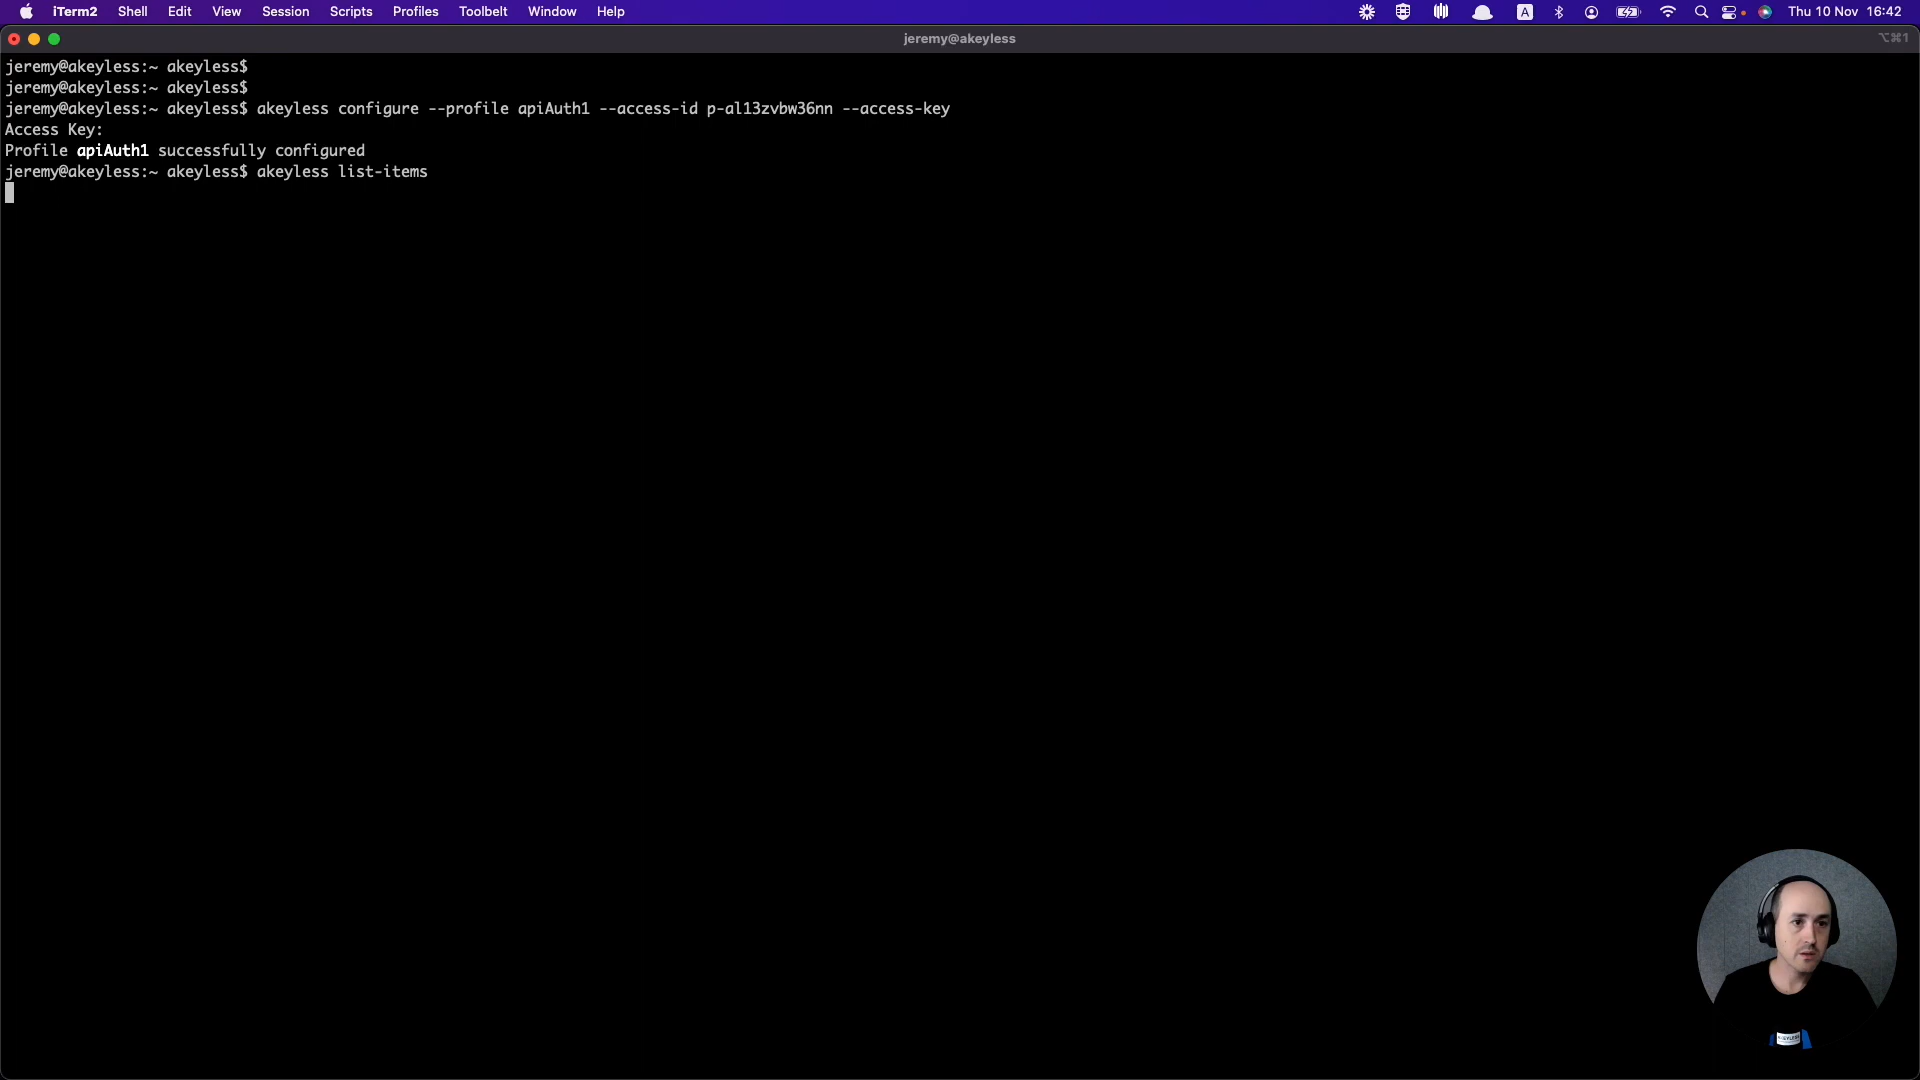 iTerm2 Shell Edit View Session Scripts Profiles Toolbelt Window Help A Thu 10 Nov 16:42
jeremy@akeyless ⌥⌘1
jeremy@akeyless:~ akeyless$
jeremy@akeyless:~ akeyless$
jeremy@akeyless:~ akeyless$ akeyless configure --profile apiAuth1 --access-id p-al13zvbw36nn --access-key
Access Key:
Profile apiAuth1 successfully configured
jeremy@akeyless:~ akeyless$ akeyless list-items